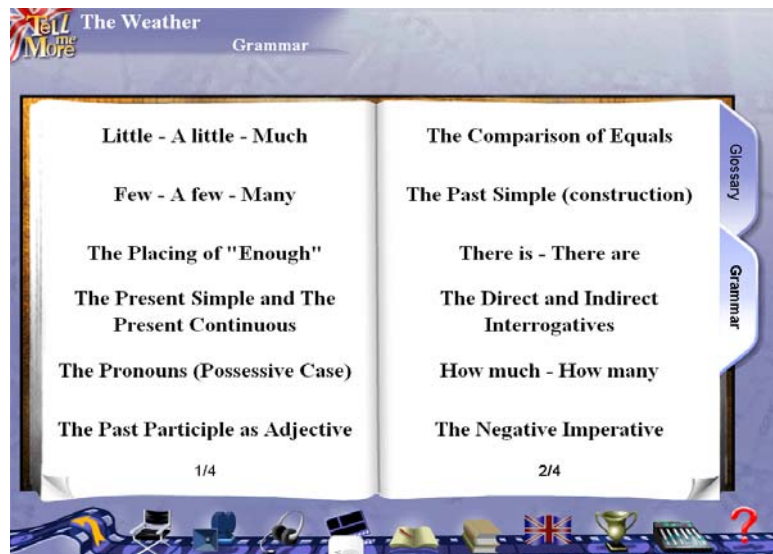 Tell
me
More
The Weather
Grammar
Little - A little - Much
Few - A few - Many
The Placing of "Enough"
The Present Simple and The
Present Continuous
The Pronouns (Possessive Case)
The Past Participle as Adjective
1/4
The Comparison of Equals
The Past Simple (construction)
There is - There are
The Direct and Indirect
Interrogatives
How much - How many
The Negative Imperative
2/4
Glossary
Grammar
?